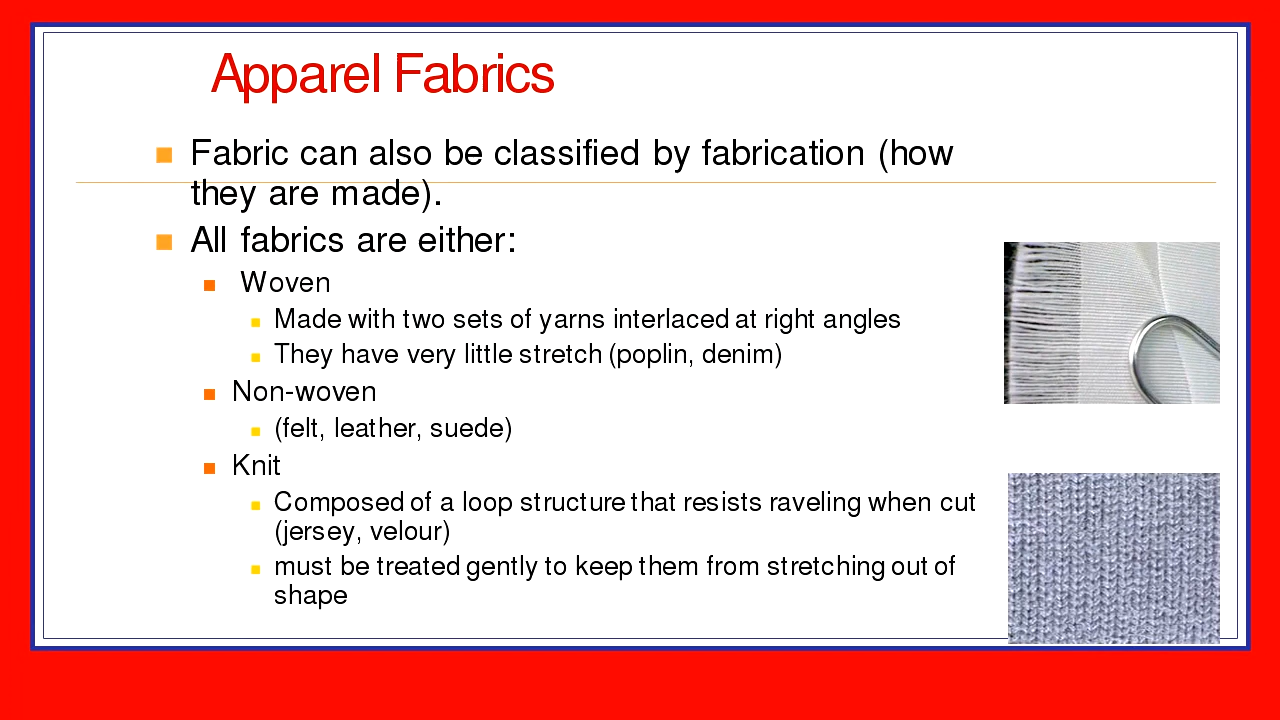 Apparel Fabrics
Fabric can also be classified by fabrication (how
they are made).
All fabrics are either:
Woven
Made with two sets of yarns interlaced at right angles
They have very little stretch (poplin, denim)
Non-woven
(felt, leather, suede)
Knit
Composed of a loop structure that resists raveling when cut
(jersey, velour)
must be treated gently to keep them from stretching out of
shape